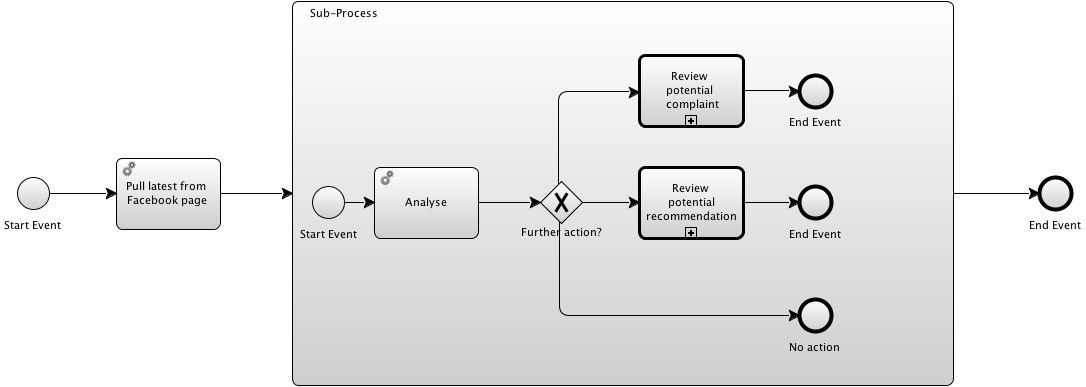 Sub-Process
Review
potential
complaint
End Event
Pull latest from
Facebook page
Start Event
Analyse
Start Event
Further action?
Review
potential
recommendation
End Event
End Event
No action